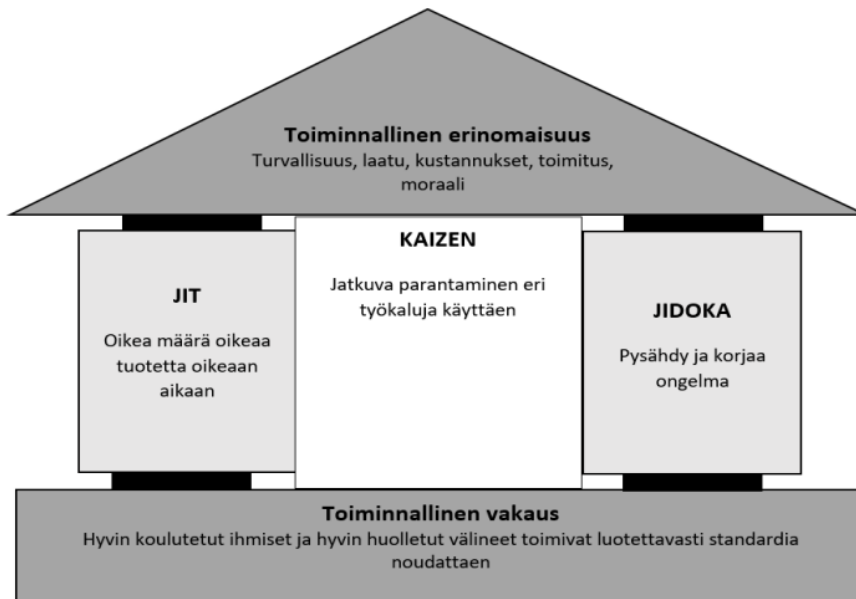 Toiminnallinen erinomaisuus
Turvallisuus, laatu, kustannukset, toimitus,
moraali
JIT
Oikea määrä oikeaa
tuotetta oikeaan
aikaan
KAIZEN
Jatkuva parantaminen eri
työkaluja käyttäen
JIDOKA
Pysähdy ja korjaa
ongelma
Toiminnallinen vakaus
Hyvin koulutetut ihmiset ja hyvin huolletut välineet toimivat luotettavasti standardia
noudattaen